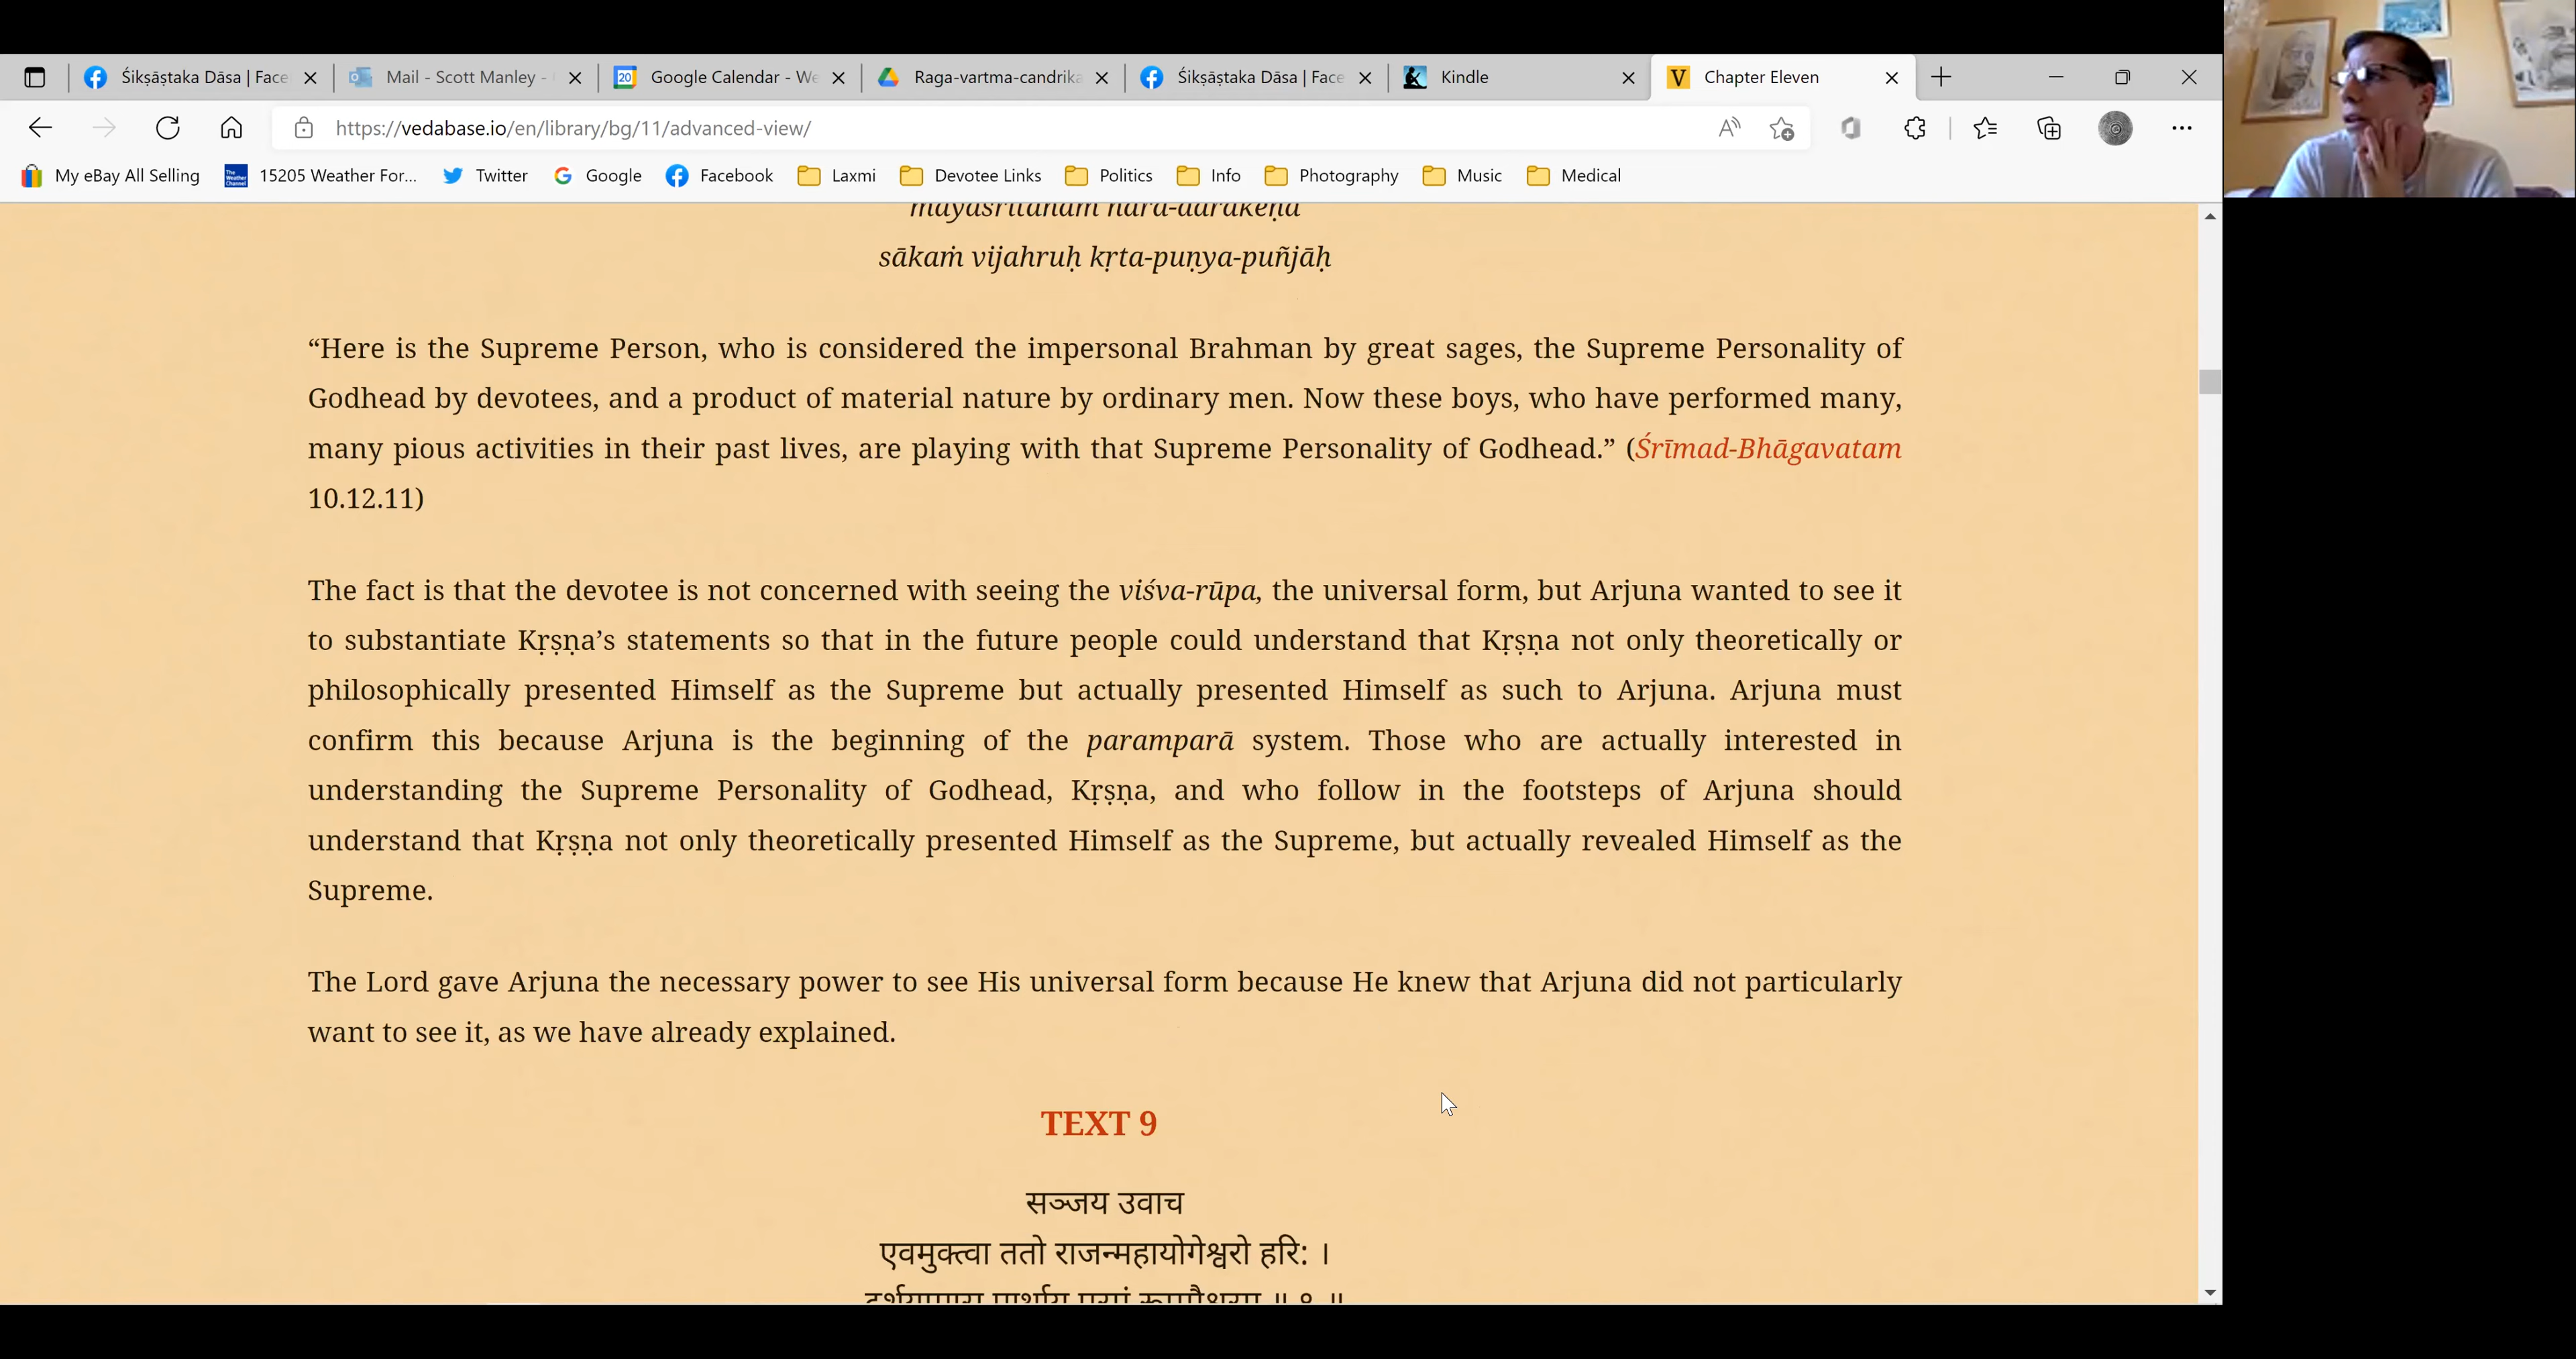 Śikṣāṣtaka Dāsa | Face
Mail - Scott Manley -
20
Google Calendar - We
Raga-vartma-candrika
Śikṣāṣtaka Dāsa | Face
Kindle
V
Chapter Eleven
https://vedabase.io/en/library/bg/11/advanced-view/
My eBay All Selling
15205 Weather For...
Twitter
Google
Facebook
Laxmi
Devotee Links
Politics
Info
Photography
Music
Medical
sākaṁ vijahruḥ kṛta-puṇya-puñjāḥ
“Here is the Supreme Person, who is considered the impersonal Brahman by great sages, the Supreme Personality of
Godhead by devotees, and a product of material nature by ordinary men. Now these boys, who have performed many,
many pious activities in their past lives, are playing with that Supreme Personality of Godhead.” (Śrīmad-Bhāgavatam
10.12.11)
The fact is that the devotee is not concerned with seeing the viśva-rūpa, the universal form, but Arjuna wanted to see it
to substantiate Kṛṣṇa’s statements so that in the future people could understand that Kṛṣṇa not only theoretically or
philosophically presented Himself as the Supreme but actually presented Himself as such to Arjuna. Arjuna must
confirm this because Arjuna is the beginning of the paramparā system. Those who are actually interested in
understanding the Supreme Personality of Godhead, Kṛṣṇa, and who follow in the footsteps of Arjuna should
understand that Kṛṣṇa not only theoretically presented Himself as the Supreme, but actually revealed Himself as the
Supreme.
The Lord gave Arjuna the necessary power to see His universal form because He knew that Arjuna did not particularly
want to see it, as we have already explained.
TEXT 9
सञ्जय उवाच
एवमुक्त्वा ततो राजन्महायोगेश्वरो हरि: ।